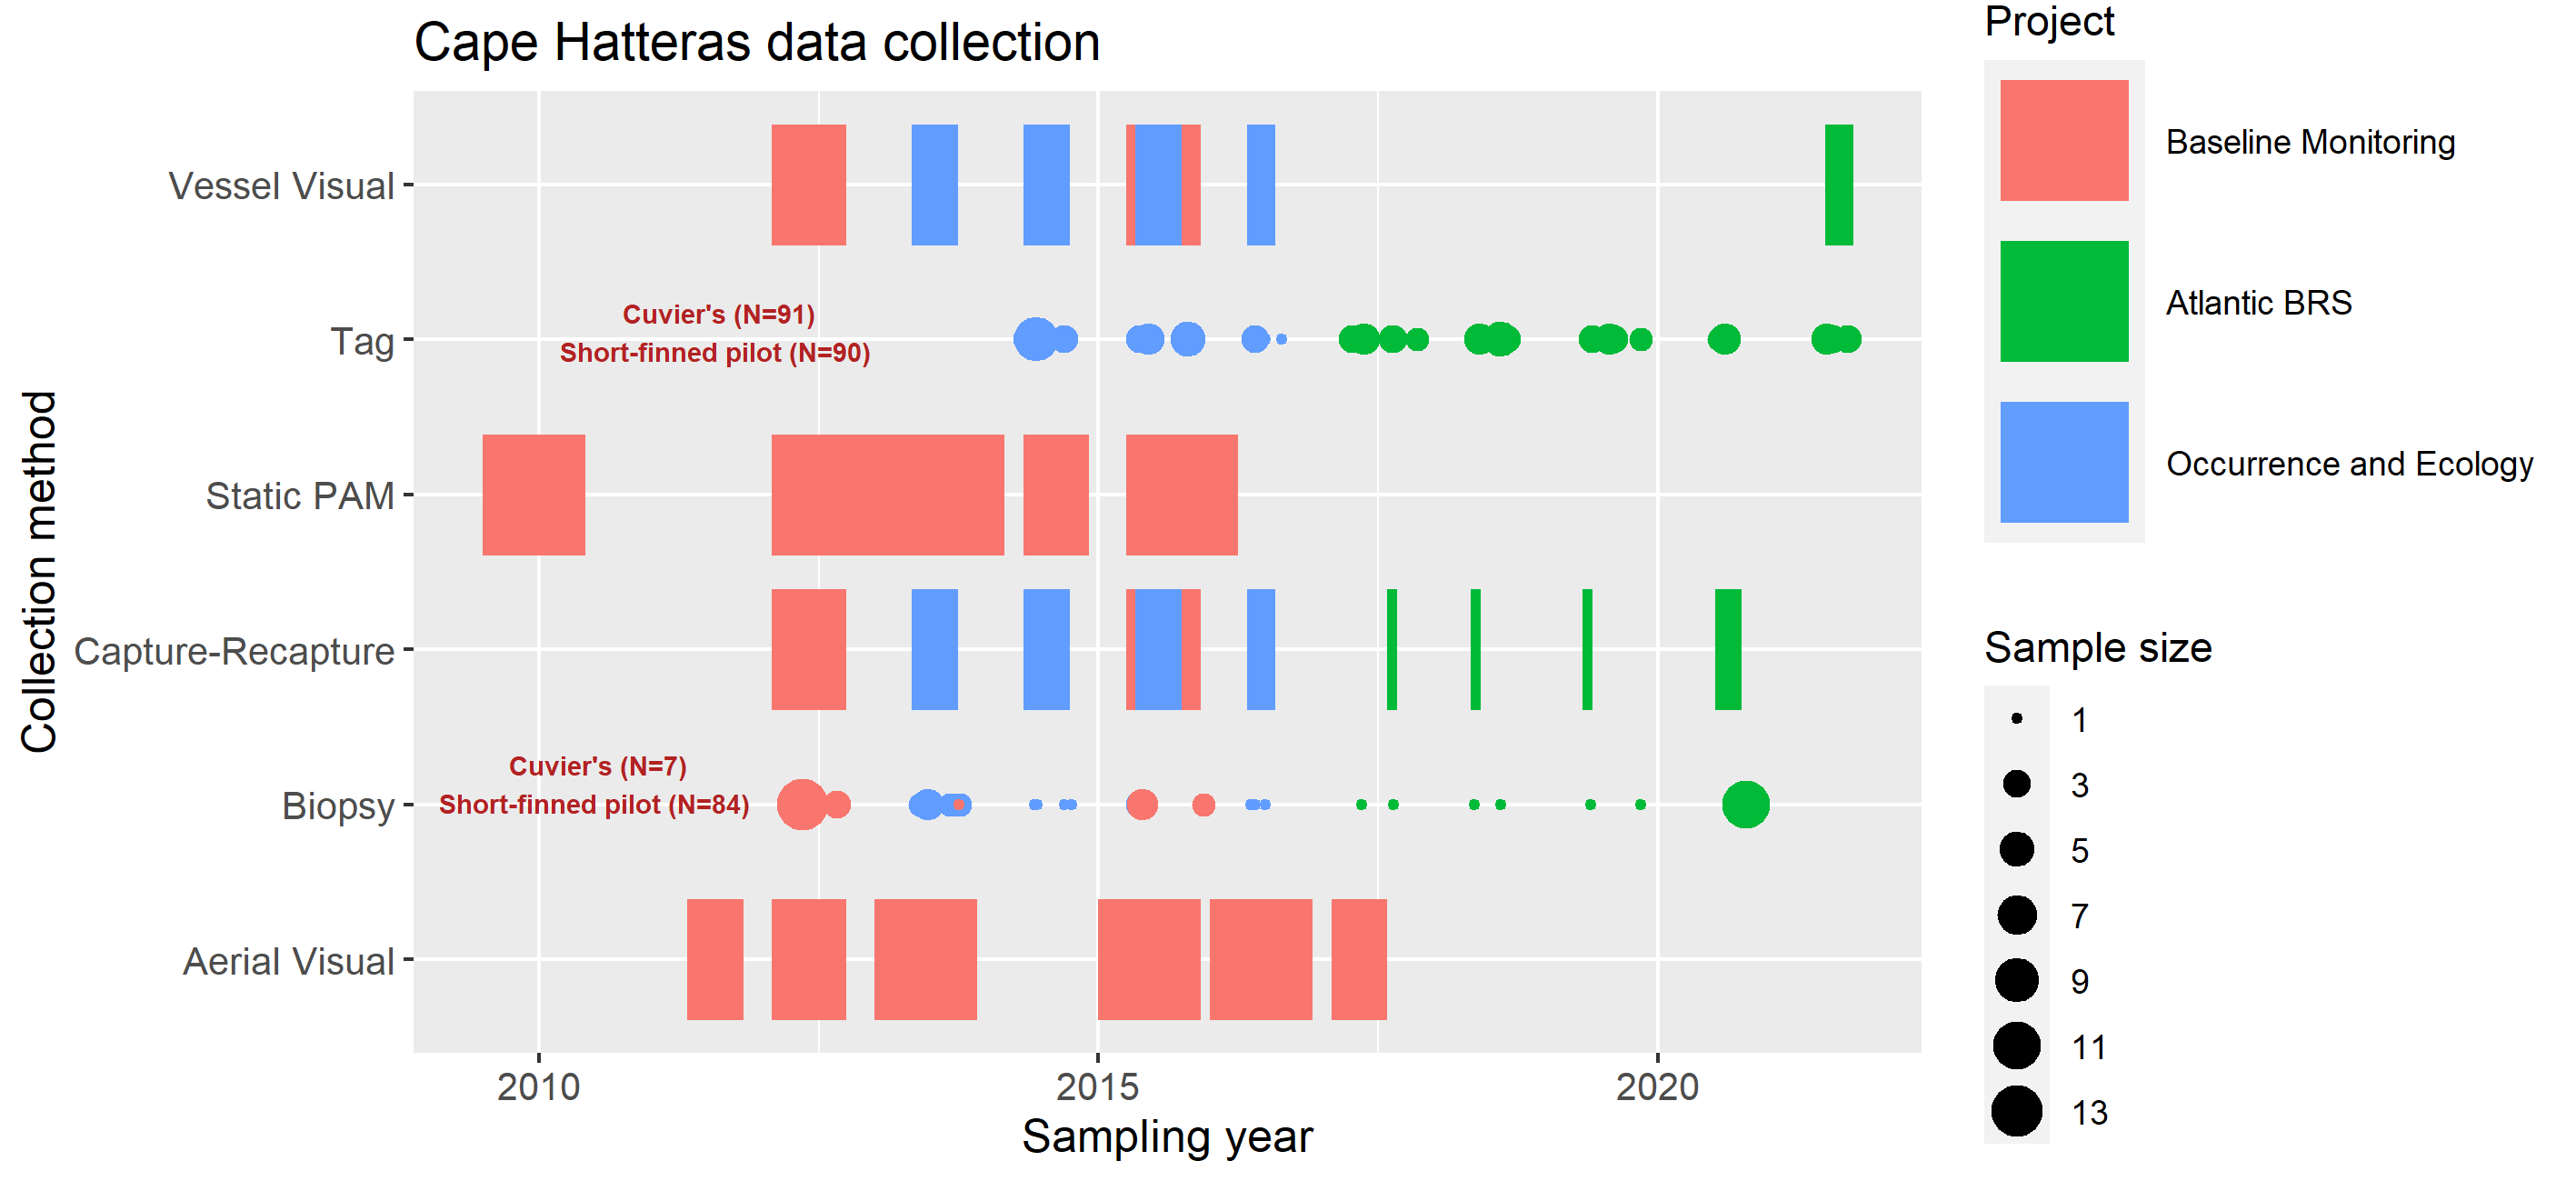 Cape Hatteras data collection
Collection method
Vessel Visual
Tag
Static PAM
Capture-Recapture
Biopsy
Aerial Visual
Cuvier's (N=91)
Short-finned pilot (N=90)
Cuvier's (N=7)
Short-finned pilot (N=84)
2010
2015
2020
Sampling year
Project
Baseline Monitoring
Atlantic BRS
Occurrence and Ecology
Sample size
1
3
5
7
9
11
13